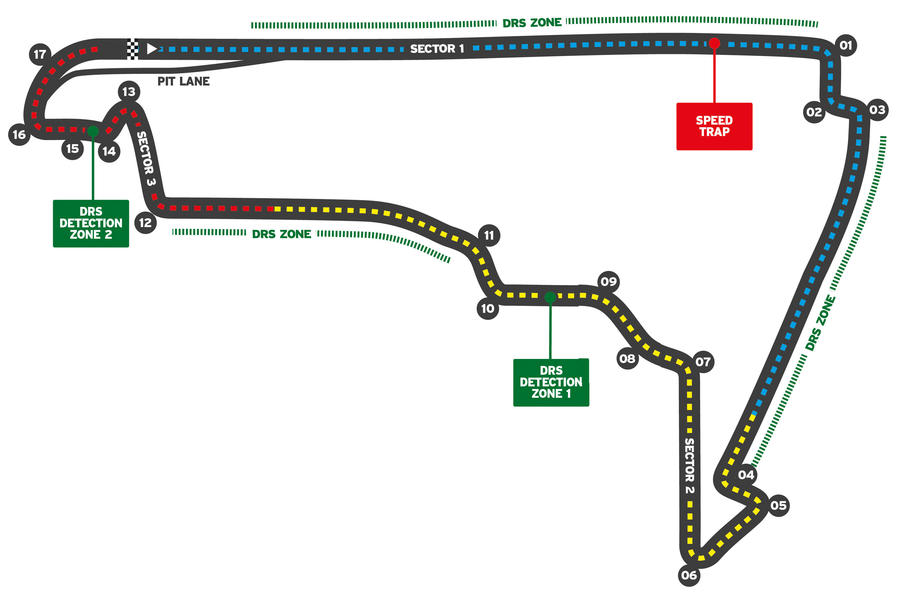 DRS ZONE
17
SECTOR 1
01
PIT LANE
13
02
03
SPEED
TRAP
16
15
14
SECTOR 3
DRS
DETECTION
ZONE 2
12
DRS ZONE
11
10
09
DRS ZONE
08
07
DRS
DETECTION
ZONE 1
SECTOR 2
04
05
06